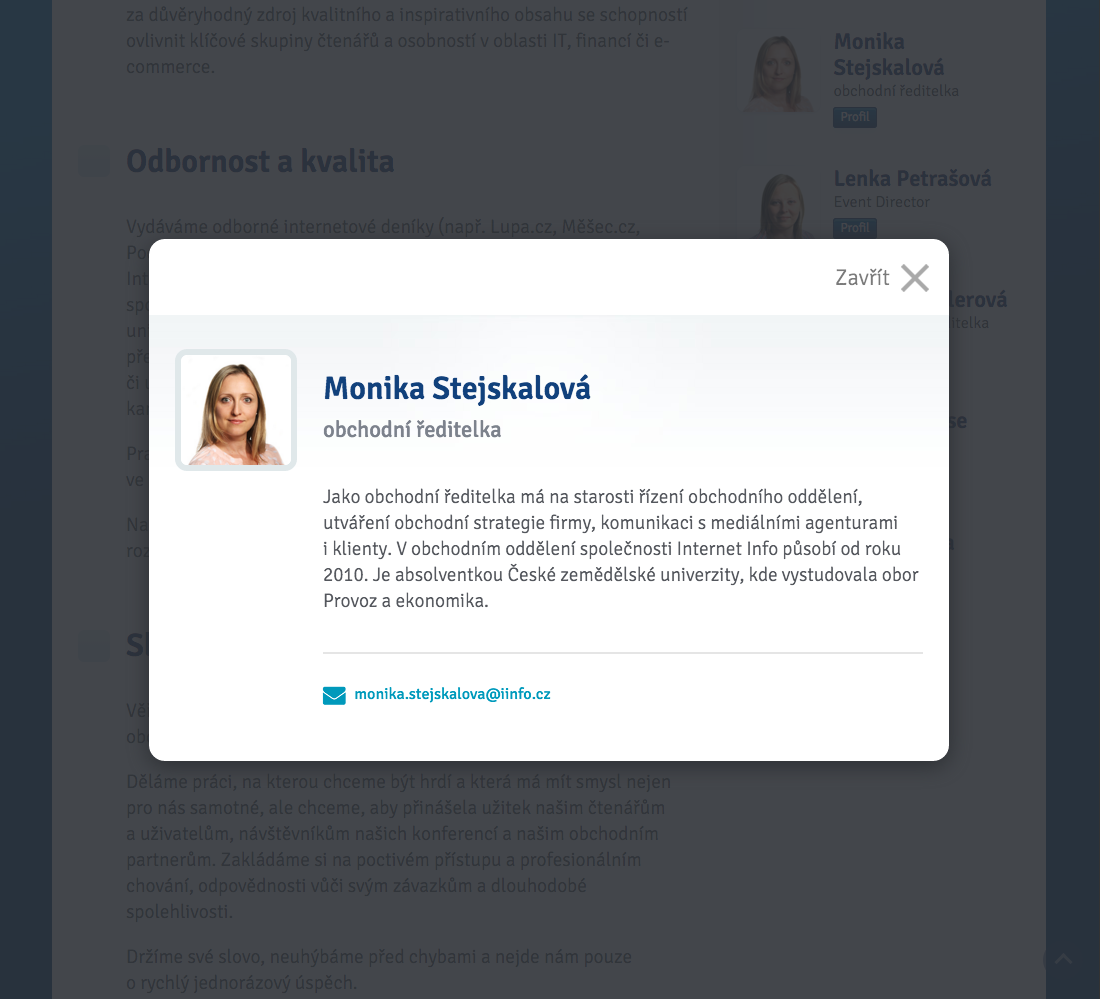 za důvěryhodný zdroj kvalitního a inspirativního obsahu se schopností
ovlivnit klíčové skupiny čtenářů a osobností v oblasti IT, financí či e-
commerce.
Odbornost a kvalita
Vydáváme odborné internetové deníky (např. Lupa.cz, Měšec.cz,
Monika
Stejskalová
obchodní ředitelka
Profil
Lenka Petrašová
Event Director
Profil
Zavřít
Monika Stejskalová
obchodní ředitelka
Jako obchodní ředitelka má na starosti řízení obchodního oddělení,
utváření obchodní strategie firmy, komunikaci s mediálními agenturami
i klienty. V obchodním oddělení společnosti Internet Info působí od roku
2010. Je absolventkou České zemědělské univerzity, kde vystudovala obor
Provoz a ekonomika.
monika.stejskalova@iinfo.cz
Děláme práci, na kterou chceme být hrdí a která má mít smysl nejen
pro nás samotné, ale chceme, aby přinášela užitek našim čtenářům
a uživatelům, návštěvníkům našich konferencí a našim obchodním
partnerům. Zakládáme si na poctivém přístupu a profesionálním
chování, odpovědnosti vůči svým závazkům a dlouhodobé
spolehlivosti.
Držíme své slovo, neuhýbáme před chybami a nejde nám pouze
o rychlý jednorázový úspěch.